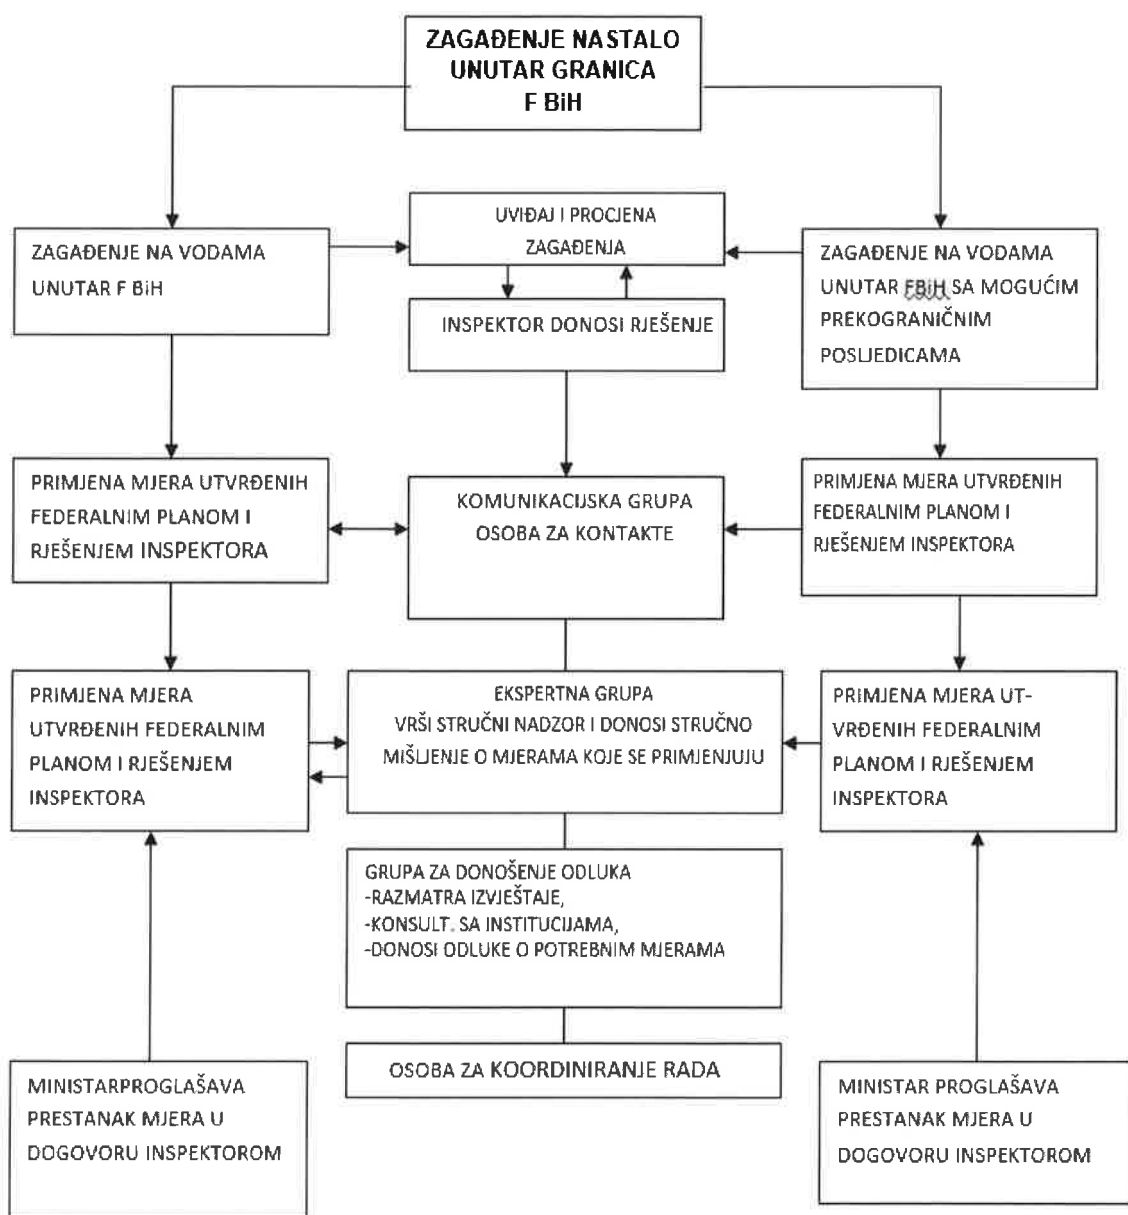 ZAGAĐENJE NASTALO
UNUTAR GRANICA
F BiH
UVIĐAJ I PROCJENA
ZAGAĐENJA
ZAGAĐENJE NA VODAMA
UNUTAR F BiH
ZAGAĐENJE NA VODAMA
UNUTAR FBiH SA MOGUĆIM
PREKOGRANIČNIM
POSLJEDICAMA
INSPEKTOR DONOSI RJEŠENJE
PRIMJENA MJERA UTVRĐENIH
FEDERALNIM PLANOM I
RJEŠENJEM INSPEKTORA
KOMUNIKACIJSKA GRUPA
OSOBA ZA KONTAKTE
PRIMJENA MJERA UTVRĐENIH
FEDERALNIM PLANOM I
RJEŠENJEM INSPEKTORA
PRIMJENA MJERA
UTVRĐENIH FEDERALNIM
PLANOM I RJEŠENJEM
INSPEKTORA
EKSPERTNA GRUPA
VRŠI STRUČNI NADZOR I DONOSI STRUČNO
MIŠLJENJE O MJERAMA KOJE SE PRIMJENJUJU
PRIMJENA MJERA UT-
VRĐENIH FEDERALNIM
PLANOM I RJEŠENJEM
INSPEKTORA
GRUPA ZA DONOŠENJE ODLUKA
-RAZMATRA IZVJEŠTAJE,
-KONSULT. SA INSTITUCIJAMA,
-DONOSI ODLUKE O POTREBNIM MJERAMA
OSOBA ZA KOORDINIRANJE RADA
MINISTARPROGLAŠAVA
PRESTANAK MJERA U
DOGOVORU INSPEKTOROM
MINISTAR PROGLAŠAVA
PRESTANAK MJERA U
DOGOVORU INSPEKTOROM